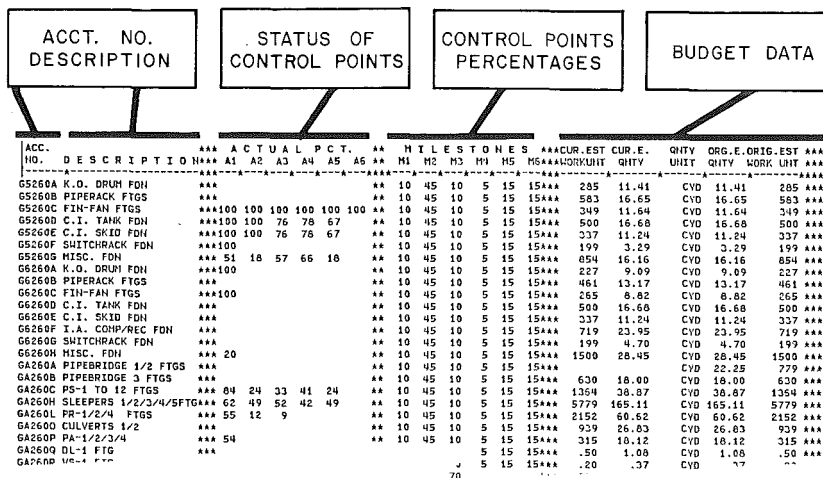 ACCT. NO.
DESCRIPTION
STATUS OF
CONTROL POINTS
CONTROL POINTS
PERCENTAGES
BUDGET DATA
ACC. *** ACTUAL PCT. ** MILESTONES ***CUR.EST CUR.E. QNTY ORG.E.ORIG.EST ***
NO. DESCRIPTION*** A1 A2 A3 A4 A5 A6 ** M1 M2 M3 M4 M5 M6***WORKUNT QNTY UNIT QNTY WORK UNT ***
G5260A K.O. DRUM FDN *** ** 10 45 10 5 15 15*** 285 11.41 CYD 11.41 285 ***
G5260B PIPERACK FTGS *** ** 10 45 10 5 15 15*** 583 16.65 CYD 16.65 583 ***
G5260C FIN-FAN FTGS ***100 100 100 100 100 100 ** 10 45 10 5 15 15*** 349 11.64 CYD 11.64 349 ***
G5260D C.I. TANK FDN ***100 100 76 78 67 ** 10 45 10 5 15 15*** 500 16.68 CYD 16.68 500 ***
G5260E C.I. SKID FDN ***100 100 76 78 67 ** 10 45 10 5 15 15*** 337 11.24 CYD 11.24 337 ***
G5260F SWITCHRACK FDN ***100 ** 10 45 10 5 15 15*** 199 3.29 CYD 3.29 199 ***
G5260G MISC. FDN *** 51 18 57 66 18 ** 10 45 10 5 15 15*** 854 16.16 CYD 16.16 854 ***
G6260A K.O. DRUM FDN ***100 ** 10 45 10 5 15 15*** 227 9.09 CYD 9.09 227 ***
G6260B PIPERACK FTGS *** ** 10 45 10 5 15 15*** 461 13.17 CYD 13.17 461 ***
G6260C FIN-FAN FTGS ***100 ** 10 45 10 5 15 15*** 265 8.82 CYD 8.82 265 ***
G6260D C.I. TANK FDN *** ** 10 45 10 5 15 15*** 500 16.68 CYD 16.68 500 ***
G6260E C.I. SKID FDN *** ** 10 45 10 5 15 15*** 337 11.24 CYD 11.24 337 ***
G6260F I.A. COMP/REC FDN *** ** 10 45 10 5 15 15*** 719 23.95 CYD 23.95 719 ***
G6260G SWITCHRACK FDN *** ** 10 45 10 5 15 15*** 199 4.70 CYD 4.70 199 ***
G6260H MISC. FDN *** 20 ** 10 45 10 5 15 15*** 1500 28.45 CYD 28.45 1500 ***
GA260A PIPEBRIDGE 1/2 FTGS *** ** 10 45 10 5 15 15*** CYD 22.25 779 ***
GA260B PIPEBRIDGE 3 FTGS *** ** 10 45 10 5 15 15*** 630 18.00 CYD 18.00 630 ***
GA260C PS-1 TO 12 FTGS *** 84 24 33 41 24 ** 10 45 10 5 15 15*** 1364 38.87 CYD 38.87 1364 ***
GA260H SLEEPERS 1/2/3/4/5FTG*** 62 49 52 42 49 ** 10 45 10 5 15 15*** 5779 165.11 CYD 165.11 5779 ***
GA260L PR-1/2/4 FTGS *** 55 12 9 ** 10 45 10 5 15 15*** 2152 60.62 CYD 60.62 2152 ***
GA260O CULVERTS 1/2 *** ** 10 45 10 5 15 15*** 939 26.83 CYD 26.83 939 ***
GA260P PA-1/2/3/4 *** 54 ** 10 45 10 5 15 15*** 315 18.12 CYD 18.12 315 ***
GA260Q DL-1 FTG *** 5 15 15*** .50 1.08 CYD 1.08 .50 ***
5 15 15*** .20 .37 CYD